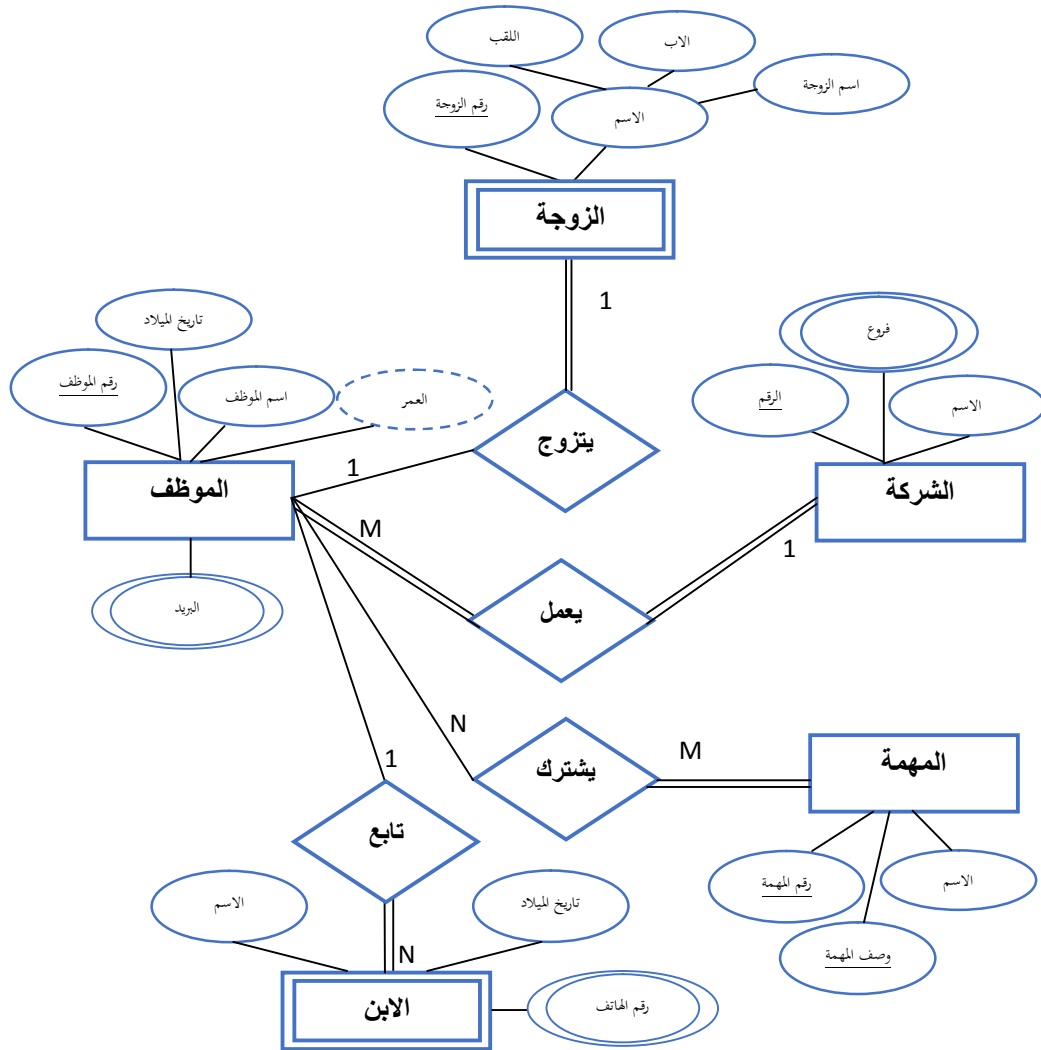 اللقب
الاب
اسم الزوجة
رقم الزوجة
الاسم
الزوجة
1
فروع
تاريخ الميلاد
رقم الموظف
اسم الموظف
العمر
الرقم
الاسم
يتزوج
1
الموظف
الشركة
M
1
البريد
يعمل
N
يشترك
M
المهمة
1
تابع
رقم المهمة
الاسم
وصف المهمة
الاسم
تاريخ الميلاد
N
الابن
رقم الهاتف